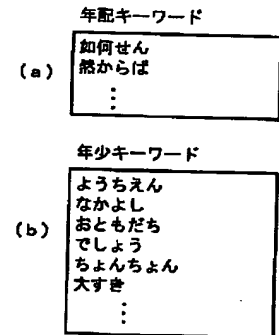 年配キーワード
(a)
如何せん
然からば
⋮
年少キーワード
(b)
ようちえん
なかよし
おともだち
でしょう
ちょんちょん
大すき
⋮